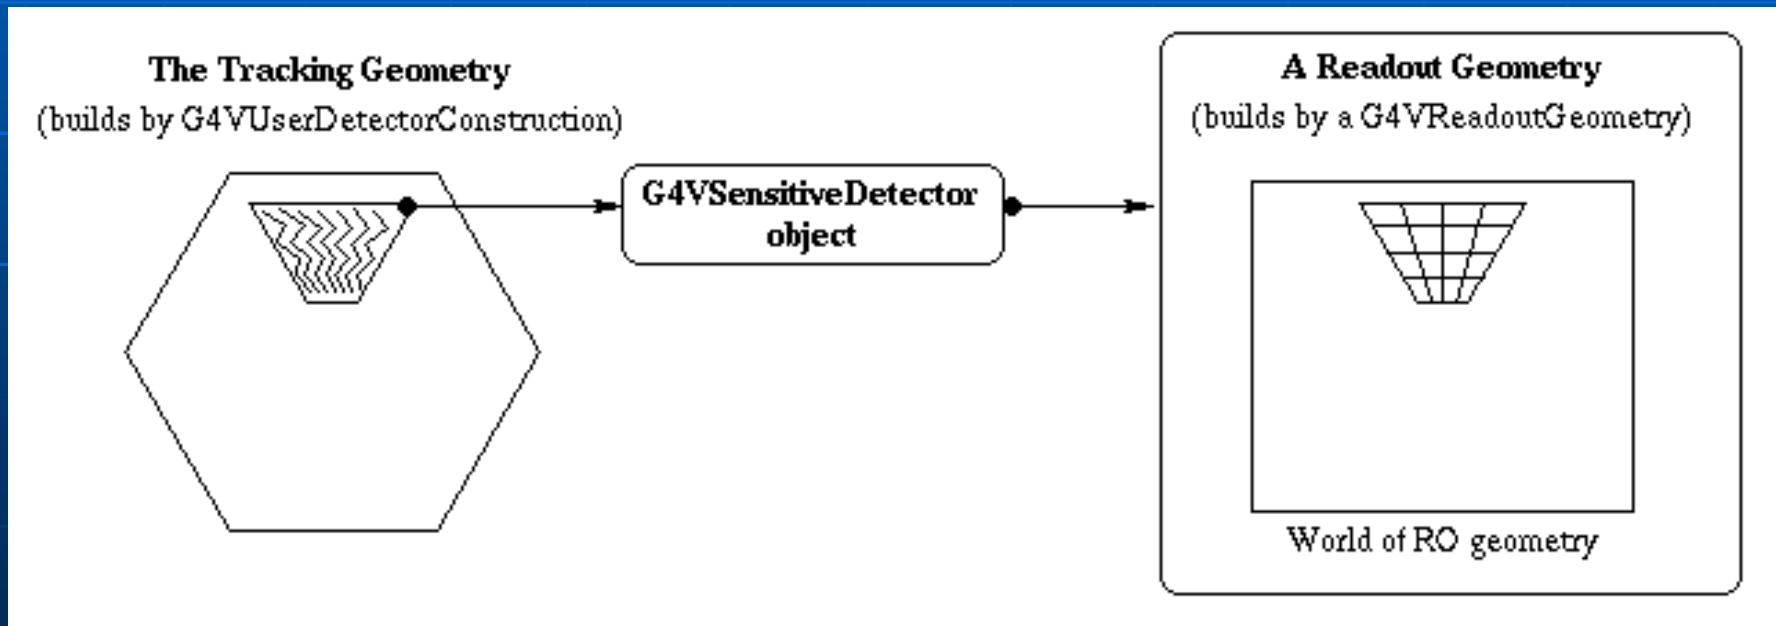 The Tracking Geometry
(builds by G4VUserDetectorConstruction)
G4VSensitiveDetector
object
A Readout Geometry
(builds by a G4VReadoutGeometry)
World of RO geometry